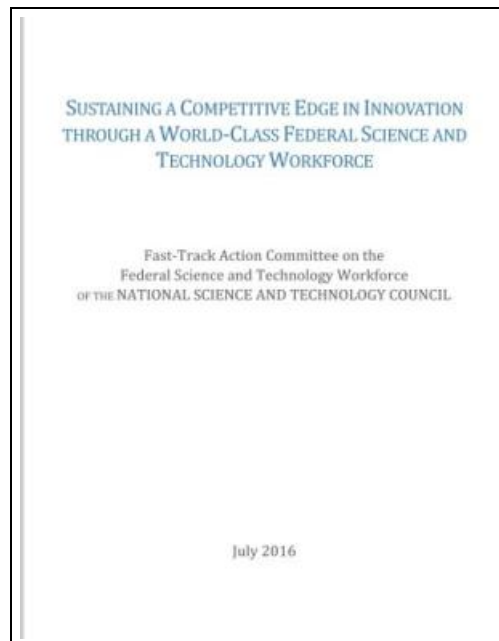 SUSTAINING A COMPETITIVE EDGE IN INNOVATION
THROUGH A WORLD-CLASS FEDERAL SCIENCE AND
TECHNOLOGY WORKFORCE
Fast-Track Action Committee on the
Federal Science and Technology Workforce
OF THE NATIONAL SCIENCE AND TECHNOLOGY COUNCIL
July 2016